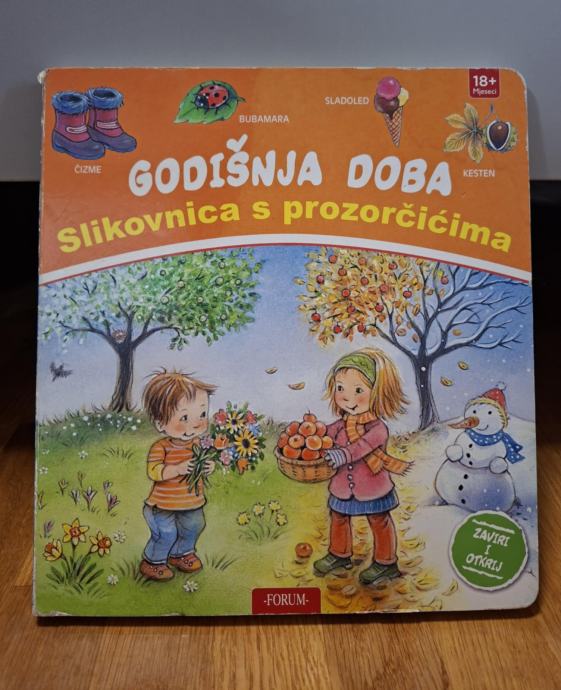 18+
Mjeseci
SLADOLED
BUBAMARA
ČIZME
KESTEN
GODIŠNJA DOBA
Slikovnica s prozorčićima
ZAVIRI
I
OTKRIJ
-FORUM-